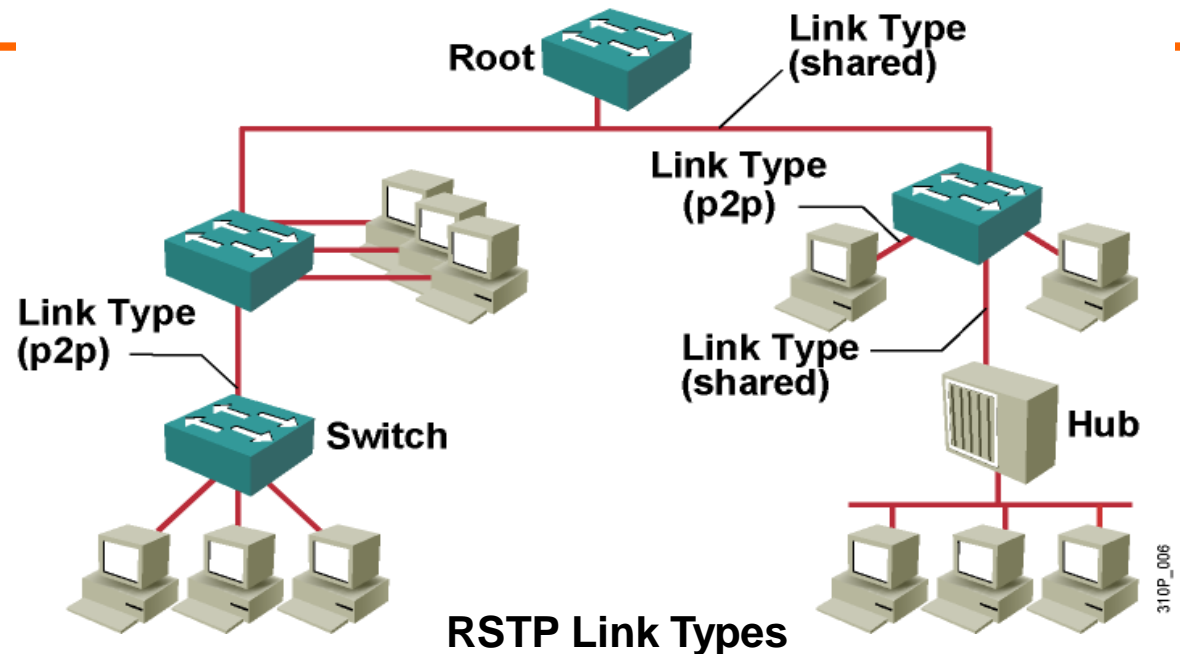 Root
Link Type
(shared)
Link Type
(p2p)
Link Type
(p2p)
Link Type
(shared)
Switch
Hub
310P_006
RSTP Link Types